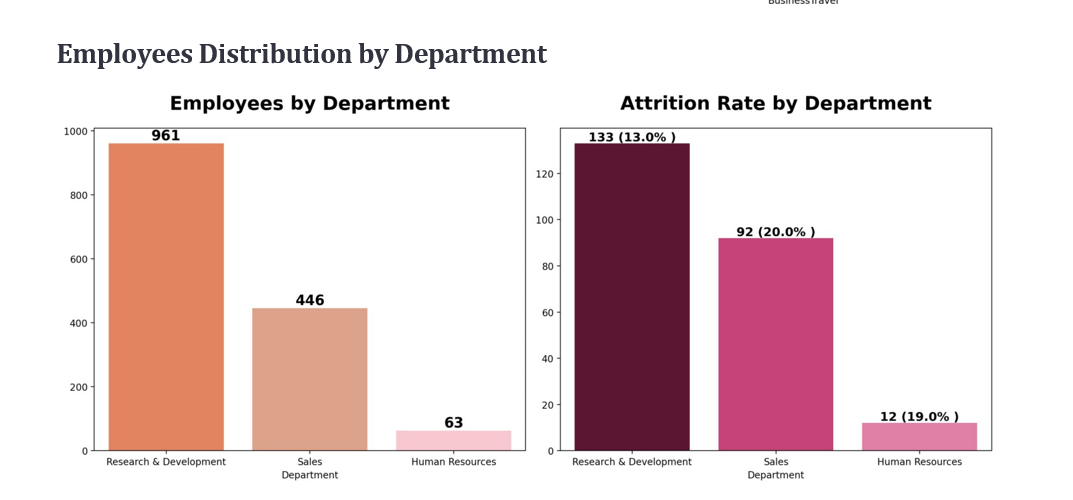 BusinessTravel
Employees Distribution by Department
Employees by Department
1000
800
600
400
200
0
961
446
63
Research & Development
Sales
Human Resources
Department
Attrition Rate by Department
120
100
80
60
40
20
0
133 (13.0% )
92 (20.0% )
12 (19.0% )
Research & Development
Sales
Human Resources
Department